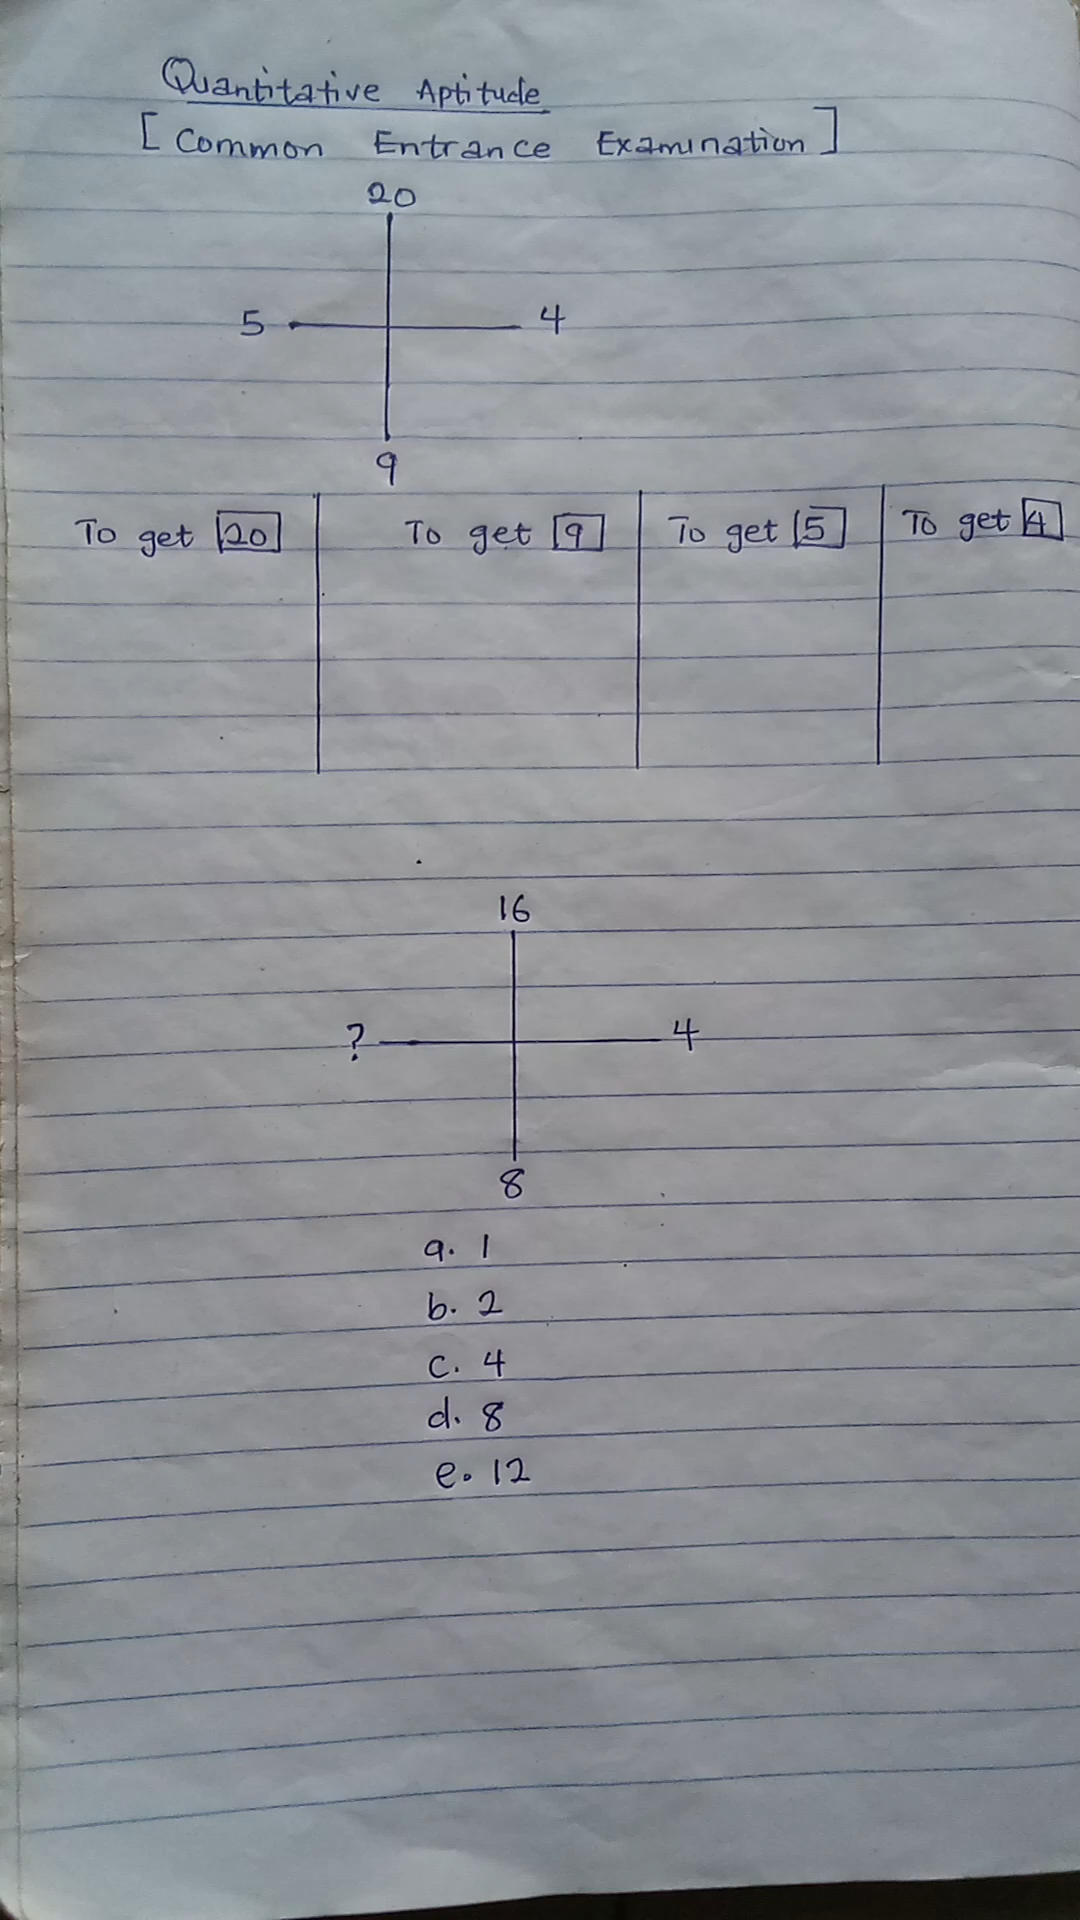 Quantitative Aptitude
[Common Entrance Examination]
20
5 4
9
To get 20 To get 9 To get 5 To get 4
16
? 4
8
a. 1
b. 2
c. 4
d. 8
e. 12